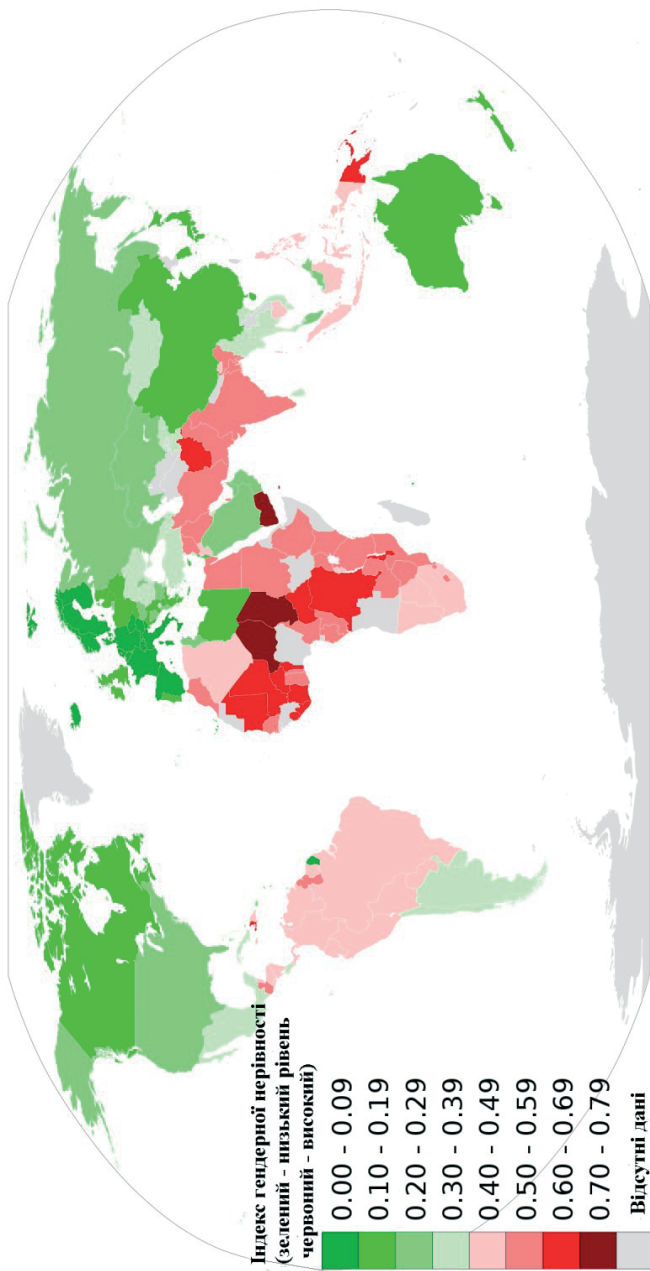 Індекс гендерної нерівності
(зелений - низький рівень
червоний - високий)
0.00 - 0.09
0.10 - 0.19
0.20 - 0.29
0.30 - 0.39
0.40 - 0.49
0.50 - 0.59
0.60 - 0.69
0.70 - 0.79
Відсутні дані